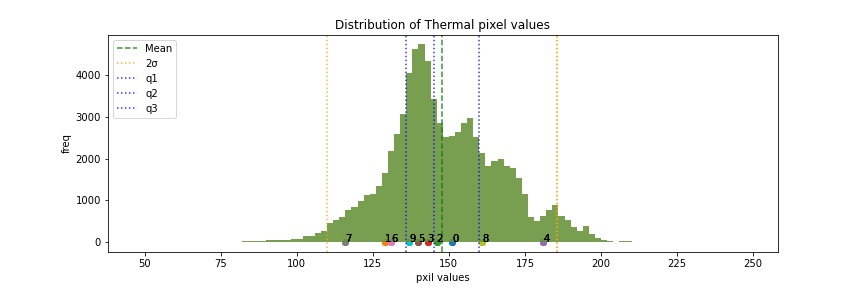 Distribution of Thermal pixel values
Mean
2σ
q1
q2
q3
freq
4000
3000
2000
1000
0
7 1 6 9 5 3 2 0 8 4
50 75 100 125 150 175 200 225 250
pxil values